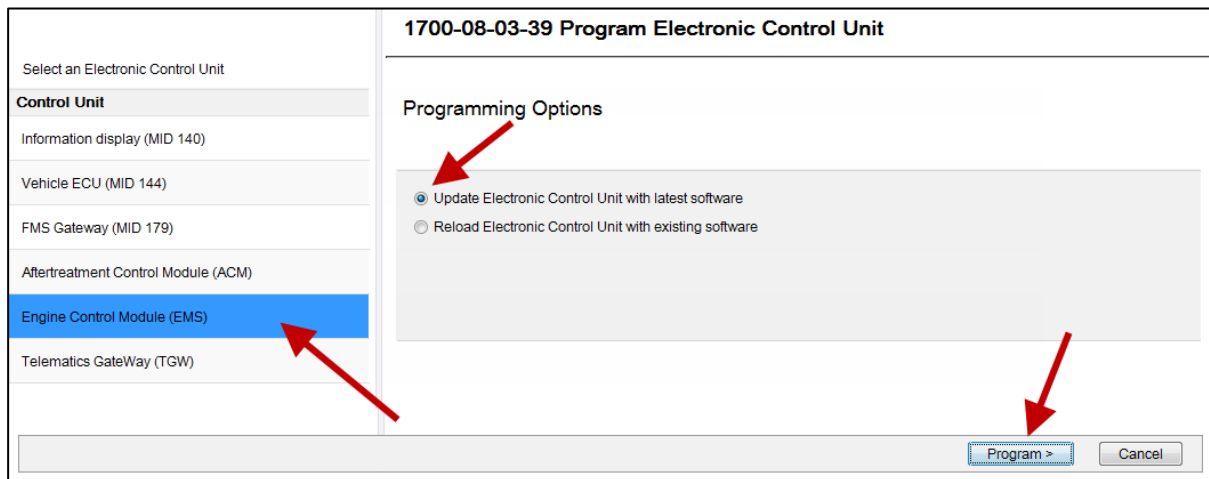 1700-08-03-39 Program Electronic Control Unit
Select an Electronic Control Unit
Control Unit
Information display (MID 140)
Vehicle ECU (MID 144)
FMS Gateway (MID 179)
Aftertreatment Control Module (ACM)
Engine Control Module (EMS)
Telematics GateWay (TGW)
Programming Options
Update Electronic Control Unit with latest software
Reload Electronic Control Unit with existing software
Program >
Cancel